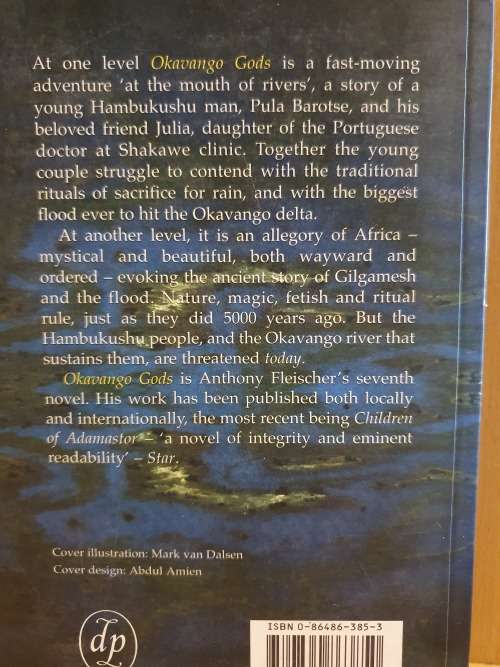 At one level Okavango Gods is a fast-moving
adventure ‘at the mouth of rivers’, a story of a
young Hambukushu man, Pula Barotse, and his
beloved friend Julia, daughter of the Portuguese
doctor at Shakawe clinic. Together the young
couple struggle to contend with the traditional
rituals of sacrifice for rain, and with the biggest
flood ever to hit the Okavango delta.
At another level, it is an allegory of Africa –
mystical and beautiful, both wayward and
ordered – evoking the ancient story of Gilgamesh
and the flood. Nature, magic, fetish and ritual
rule, just as they did 5000 years ago. But the
Hambukushu people, and the Okavango river that
sustains them, are threatened today.
Okavango Gods is Anthony Fleischer’s seventh
novel. His work has been published both locally
and internationally, the most recent being Children
of Adamastor – ‘a novel of integrity and eminent
readability’ – Star.
Cover illustration: Mark van Dalsen
Cover design: Abdul Amien
ISBN 0-86486-385-3
dp